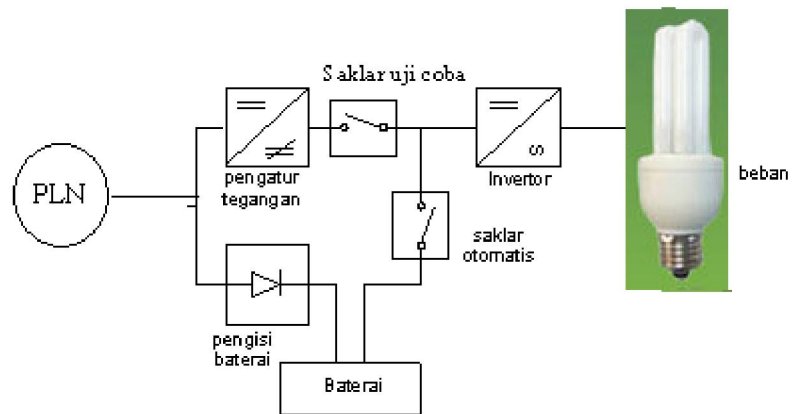 Saklar uji coba
PLN
pengatur
tegangan
Invertor
beban
saklar
otomatis
pengisi
baterai
Baterai